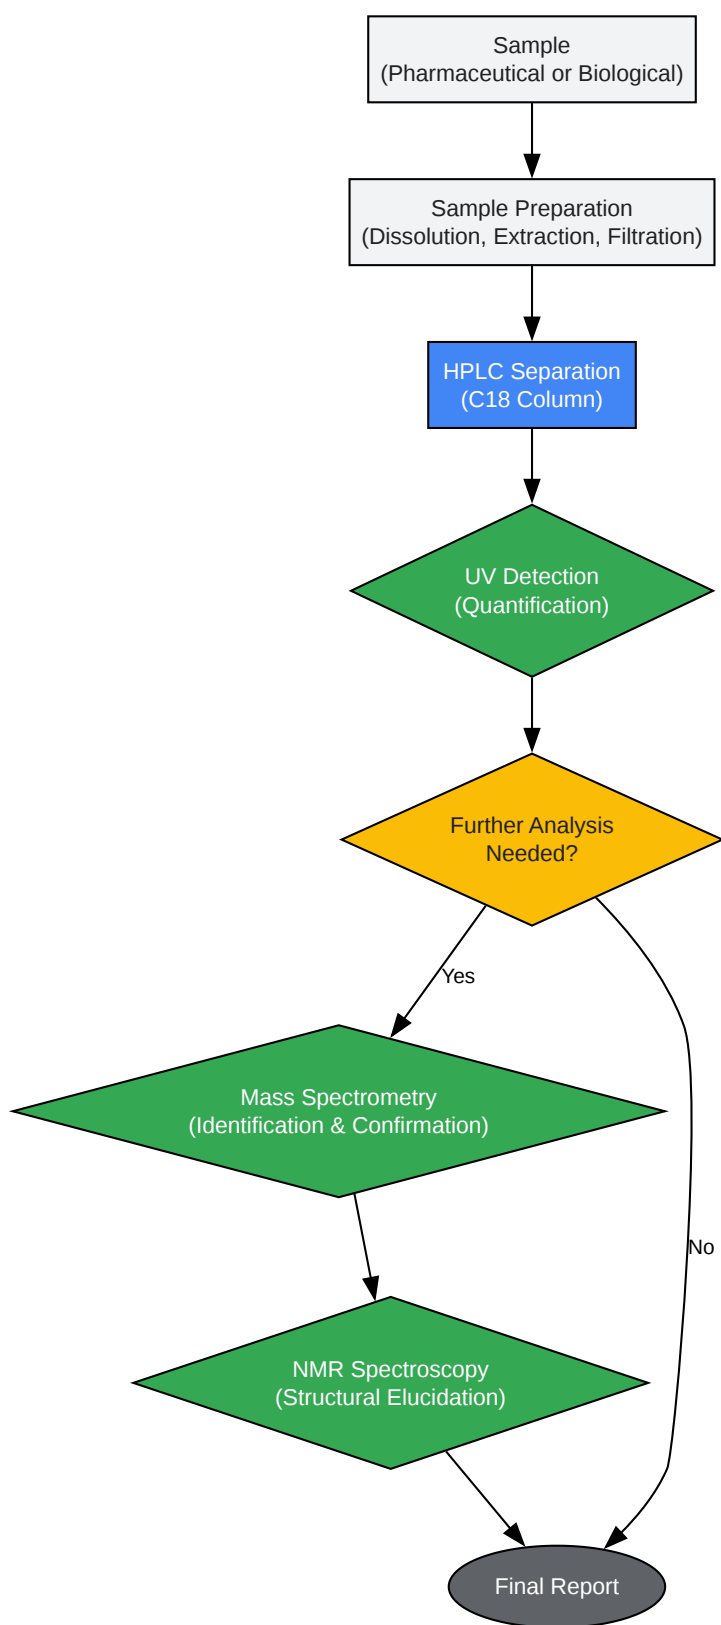 Sample
(Pharmaceutical or Biological)
Sample Preparation
(Dissolution, Extraction, Filtration)
HPLC Separation
(C18 Column)
UV Detection
(Quantification)
Further Analysis
Needed?
Yes
Mass Spectrometry
(Identification & Confirmation)
No
NMR Spectroscopy
(Structural Elucidation)
Final Report